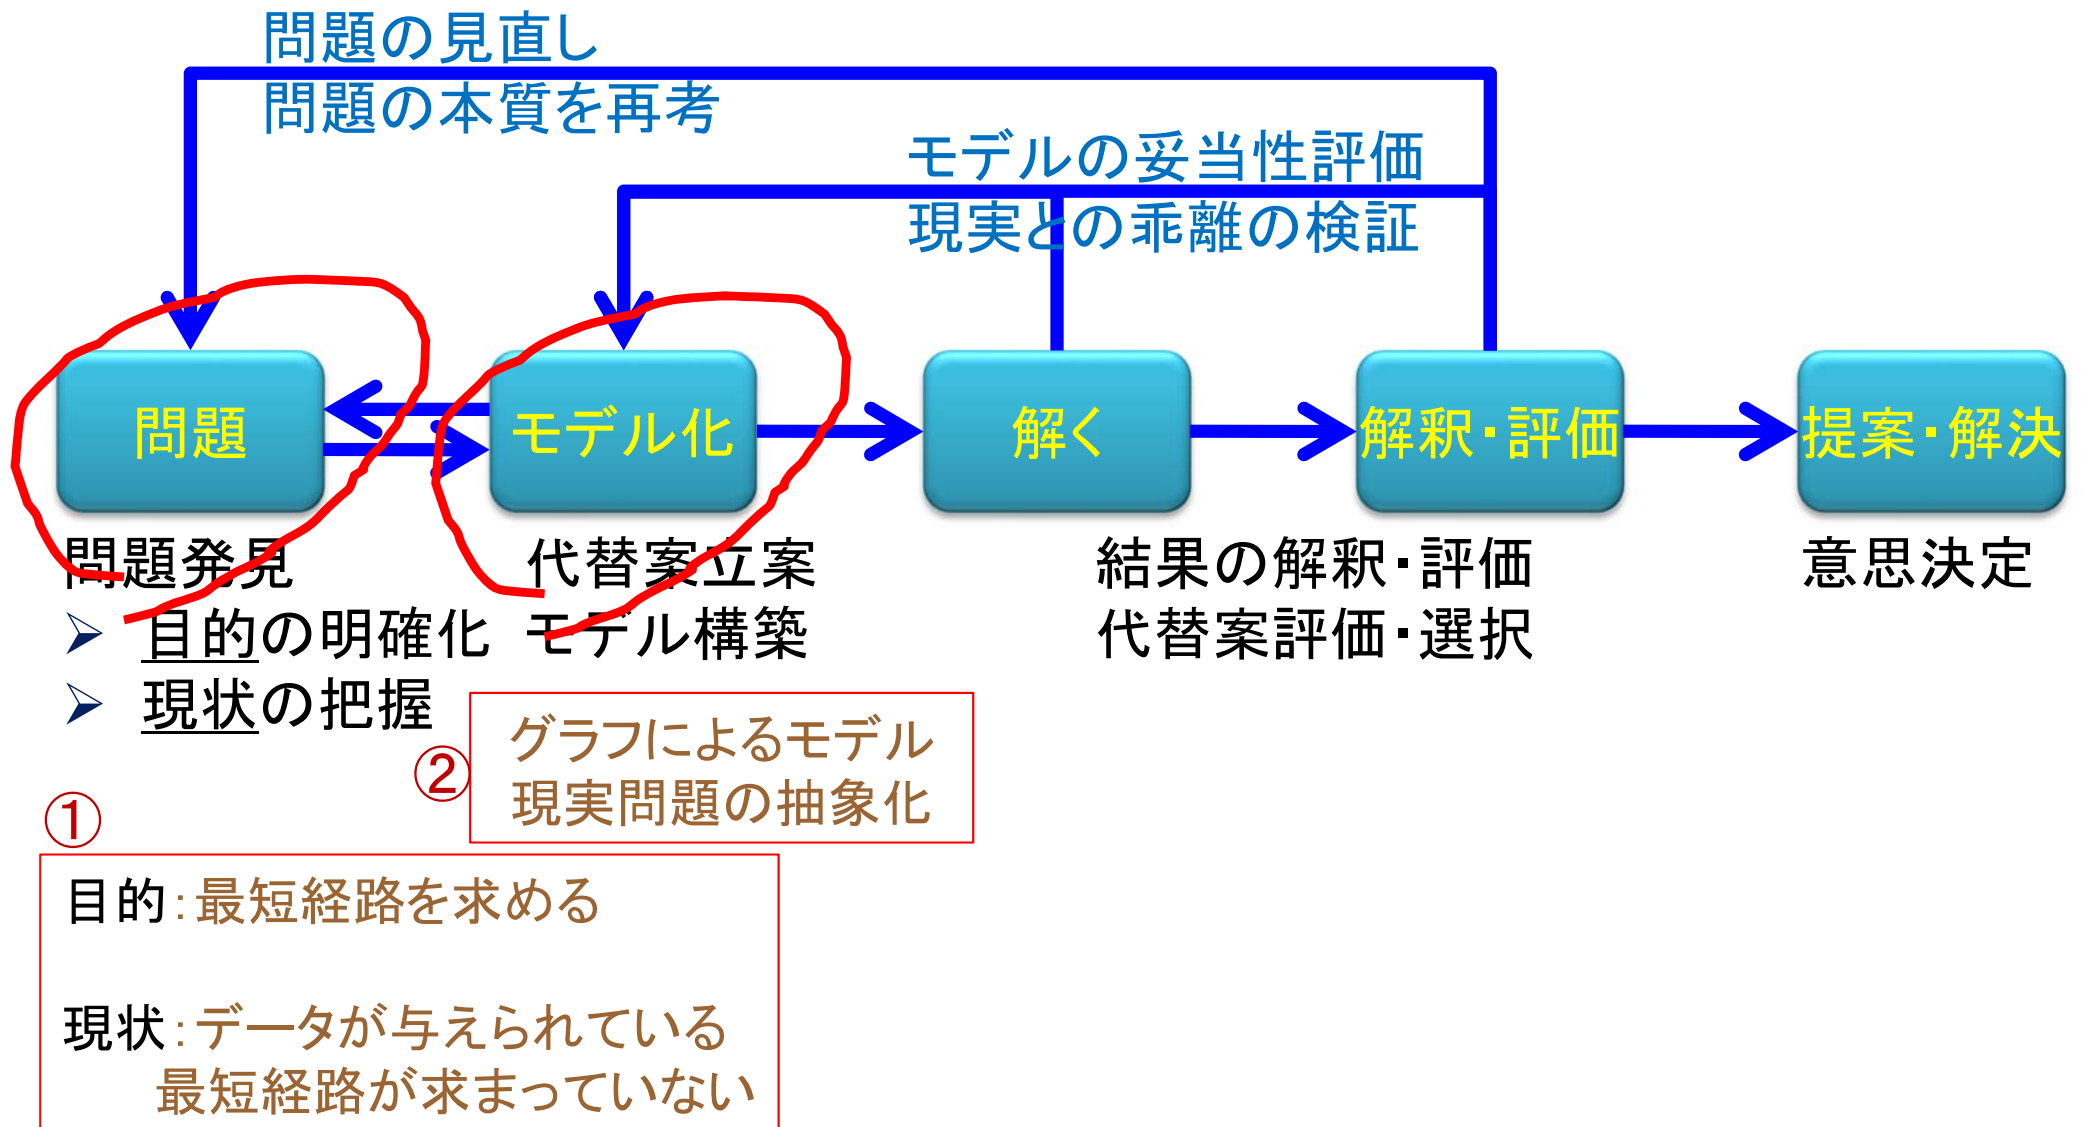 問題の見直し
問題の本質を再考
モデルの妥当性評価
現実との乖離の検証
問題
モデル化
解く
解釈・評価
提案・解決
問題発見
目的の明確化
現状の把握
代替案立案
モデル構築
結果の解釈・評価
代替案評価・選択
意思決定
②
グラフによるモデル
現実問題の抽象化
①
目的:最短経路を求める
現状:データが与えられている
最短経路が求まっていない